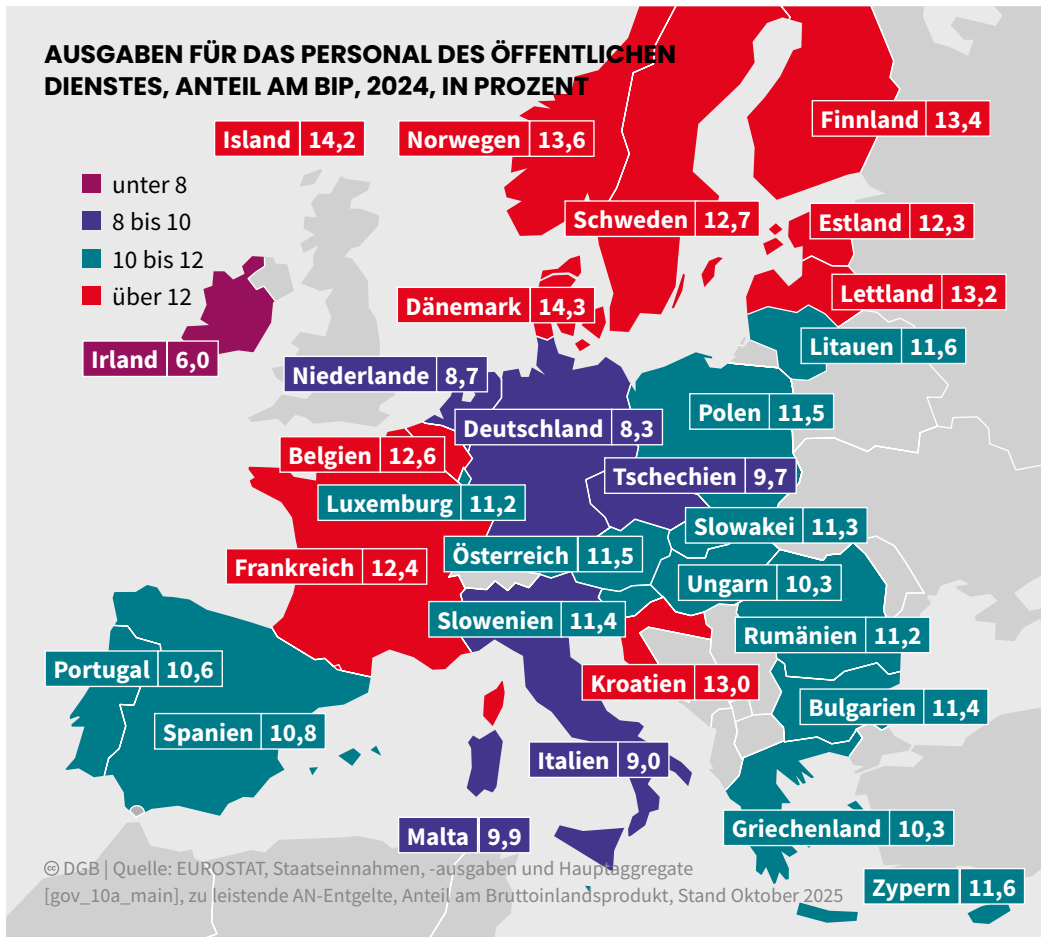 AUSGABEN FÜR DAS PERSONAL DES ÖFFENTLICHEN
DIENSTES, ANTEIL AM BIP, 2024, IN PROZENT
Island 14,2
Norwegen 13,6
Finnland 13,4
unter 8
8 bis 10
10 bis 12
über 12
Schweden 12,7
Estland 12,3
Dänemark 14,3
Lettland 13,2
Irland 6,0
Litauen 11,6
Niederlande 8,7
Polen 11,5
Deutschland 8,3
Belgien 12,6
Tschechien 9,7
Luxemburg 11,2
Slowakei 11,3
Österreich 11,5
Frankreich 12,4
Ungarn 10,3
Slowenien 11,4
Rumänien 11,2
Portugal 10,6
Kroatien 13,0
Bulgarien 11,4
Spanien 10,8
Italien 9,0
Griechenland 10,3
Malta 9,9
Zypern 11,6
🅭 DGB | Quelle: EUROSTAT, Staatseinnahmen, -ausgaben und Hauptaggregate
[gov_10a_main], zu leistende AN-Entgelte, Anteil am Bruttoinlandsprodukt, Stand Oktober 2025